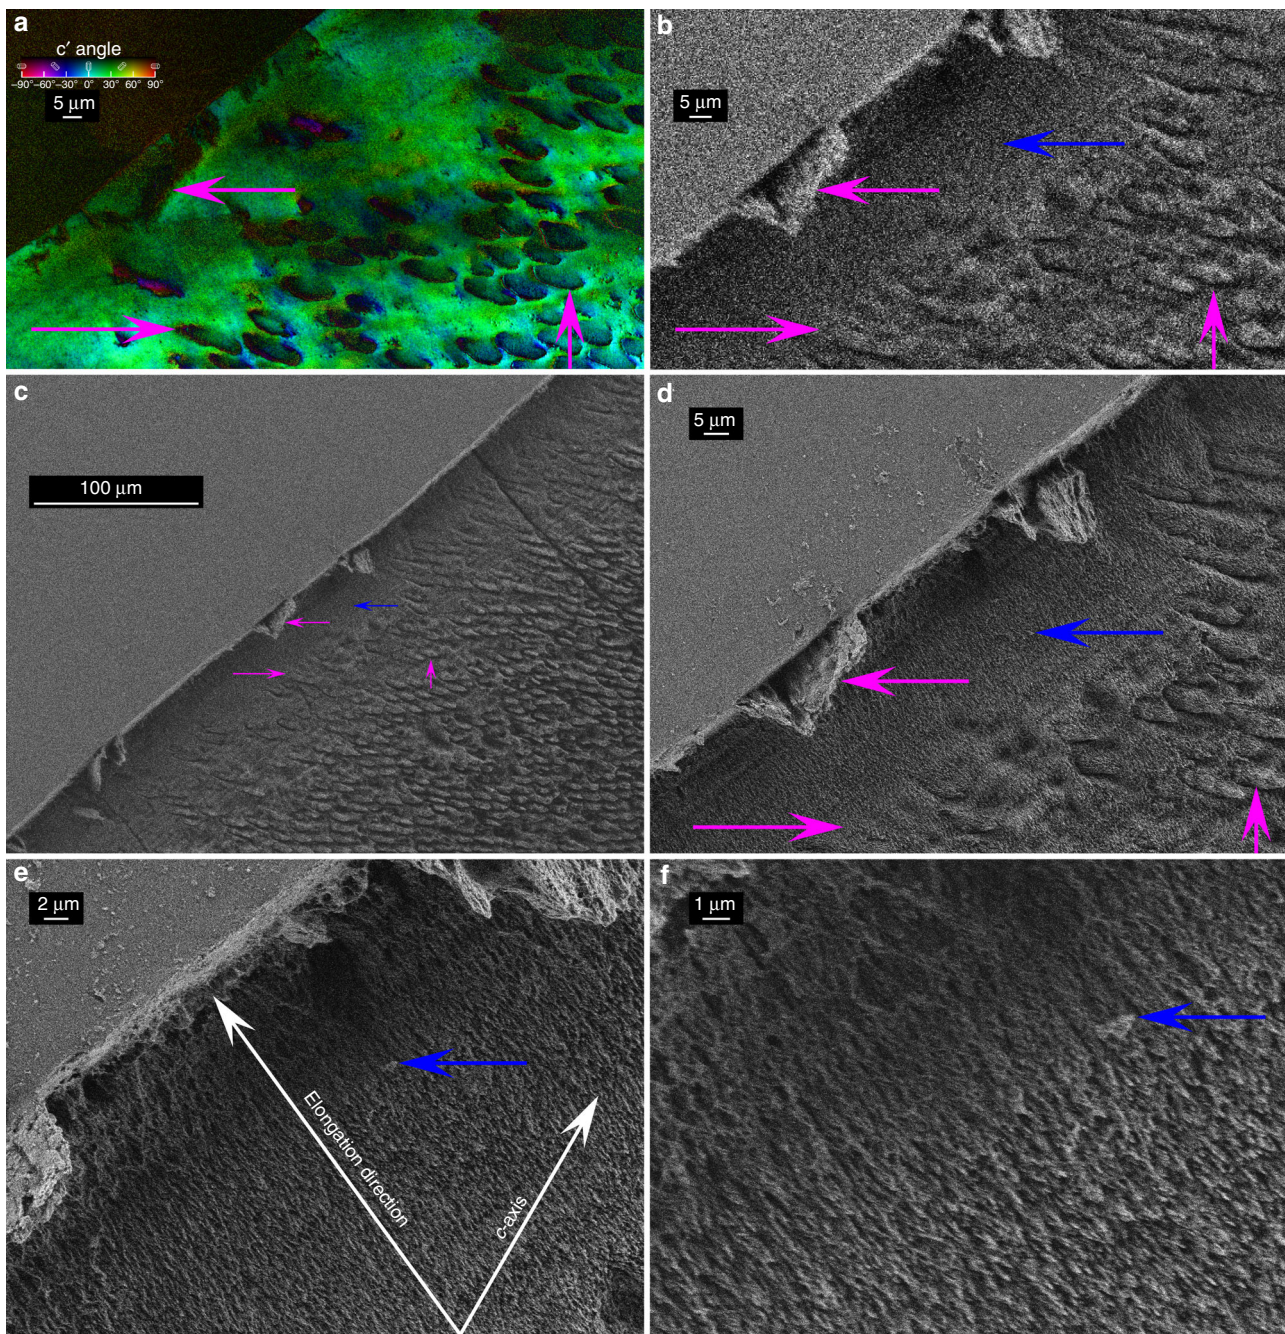 a
c′ angle
−90° −60° −30° 0° 30° 60° 90°
5 μm
b
5 μm
c
100 μm
d
5 μm
e
2 μm
Elongation direction
c-axis
f
1 μm